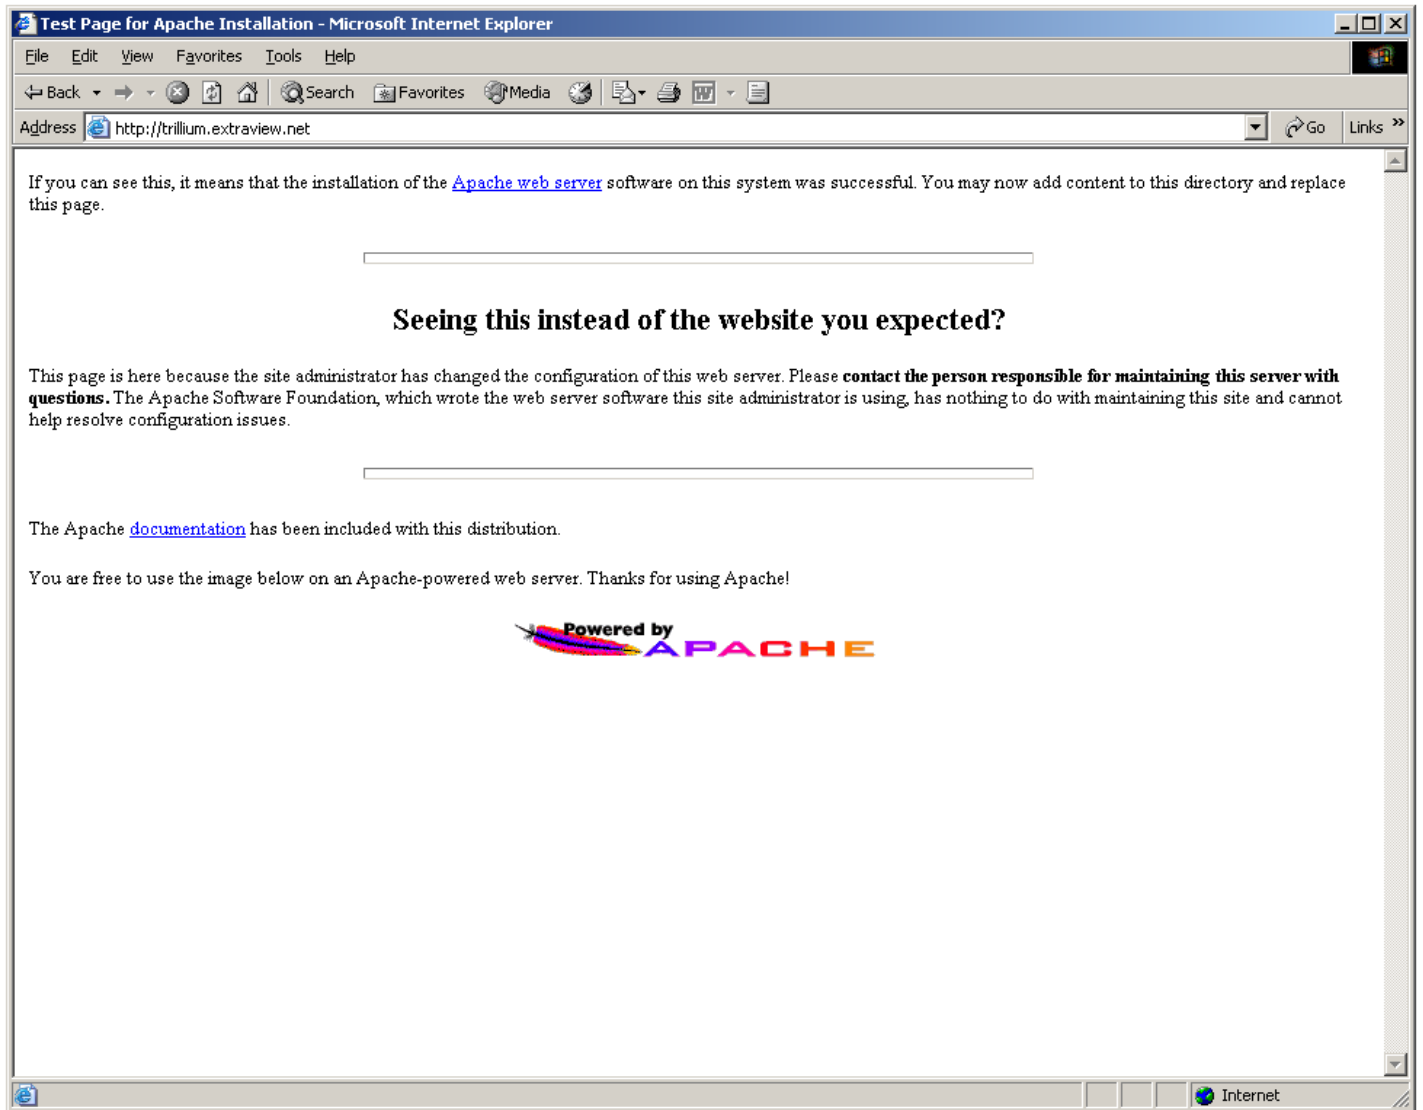 Test Page for Apache Installation - Microsoft Internet Explorer
File Edit View Favorites Tools Help
Back Search Favorites Media
Address http://trillium.extraview.net Go Links »
If you can see this, it means that the installation of the Apache web server software on this system was successful. You may now add content to this directory and replace
this page.
Seeing this instead of the website you expected?
This page is here because the site administrator has changed the configuration of this web server. Please contact the person responsible for maintaining this server with
questions. The Apache Software Foundation, which wrote the web server software this site administrator is using, has nothing to do with maintaining this site and cannot
help resolve configuration issues.
The Apache documentation has been included with this distribution.
You are free to use the image below on an Apache-powered web server. Thanks for using Apache!
Powered by
APACHE
Internet